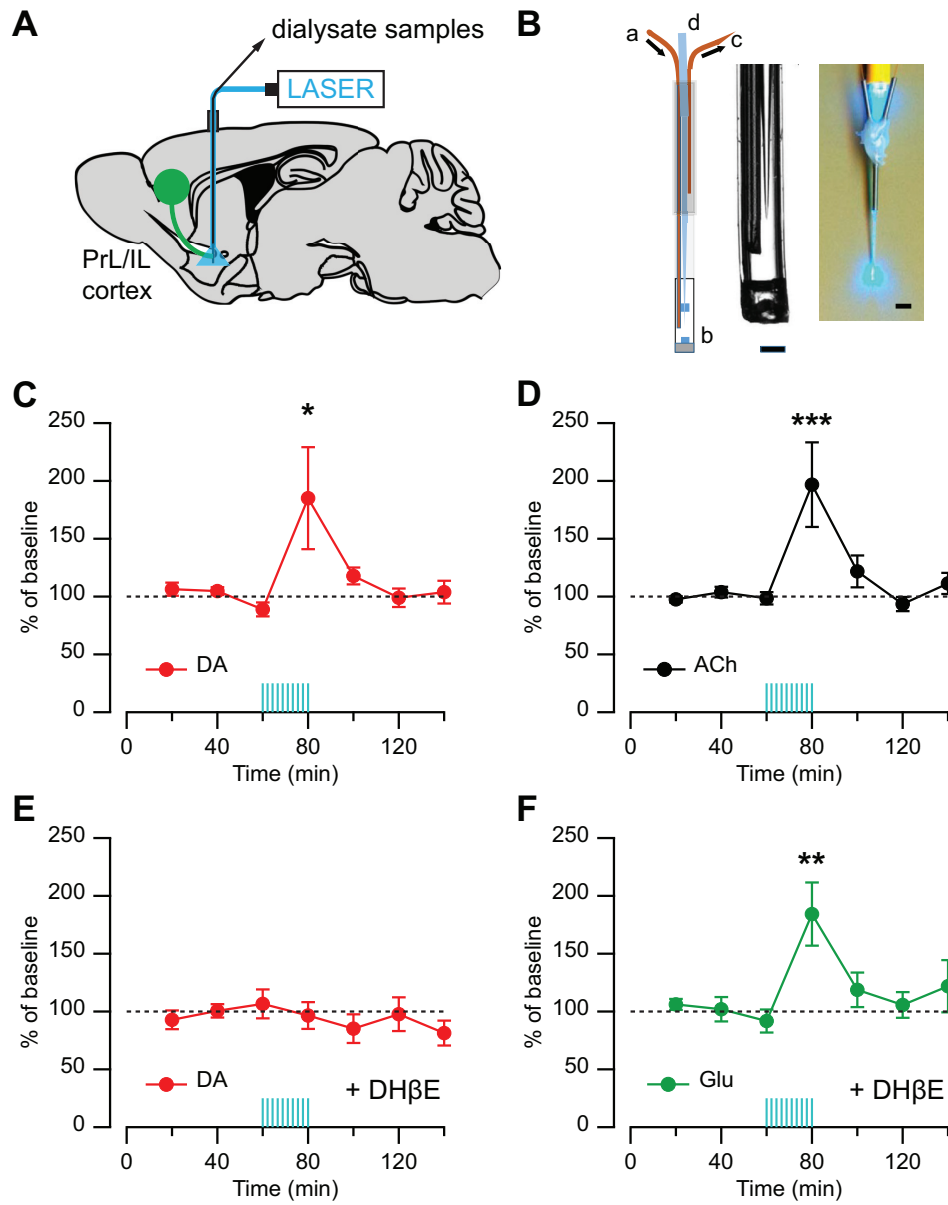 A
dialysate samples
LASER
PrL/IL
cortex
B
a
d
c
b
C
*
250
200
150
100
50
0
% of baseline
DA
0 40 80 120
Time (min)
D
***
250
200
150
100
50
0
% of baseline
ACh
0 40 80 120
Time (min)
E
250
200
150
100
50
0
% of baseline
DA
+ DHβE
0 40 80 120
Time (min)
F
**
250
200
150
100
50
0
% of baseline
Glu
+ DHβE
0 40 80 120
Time (min)